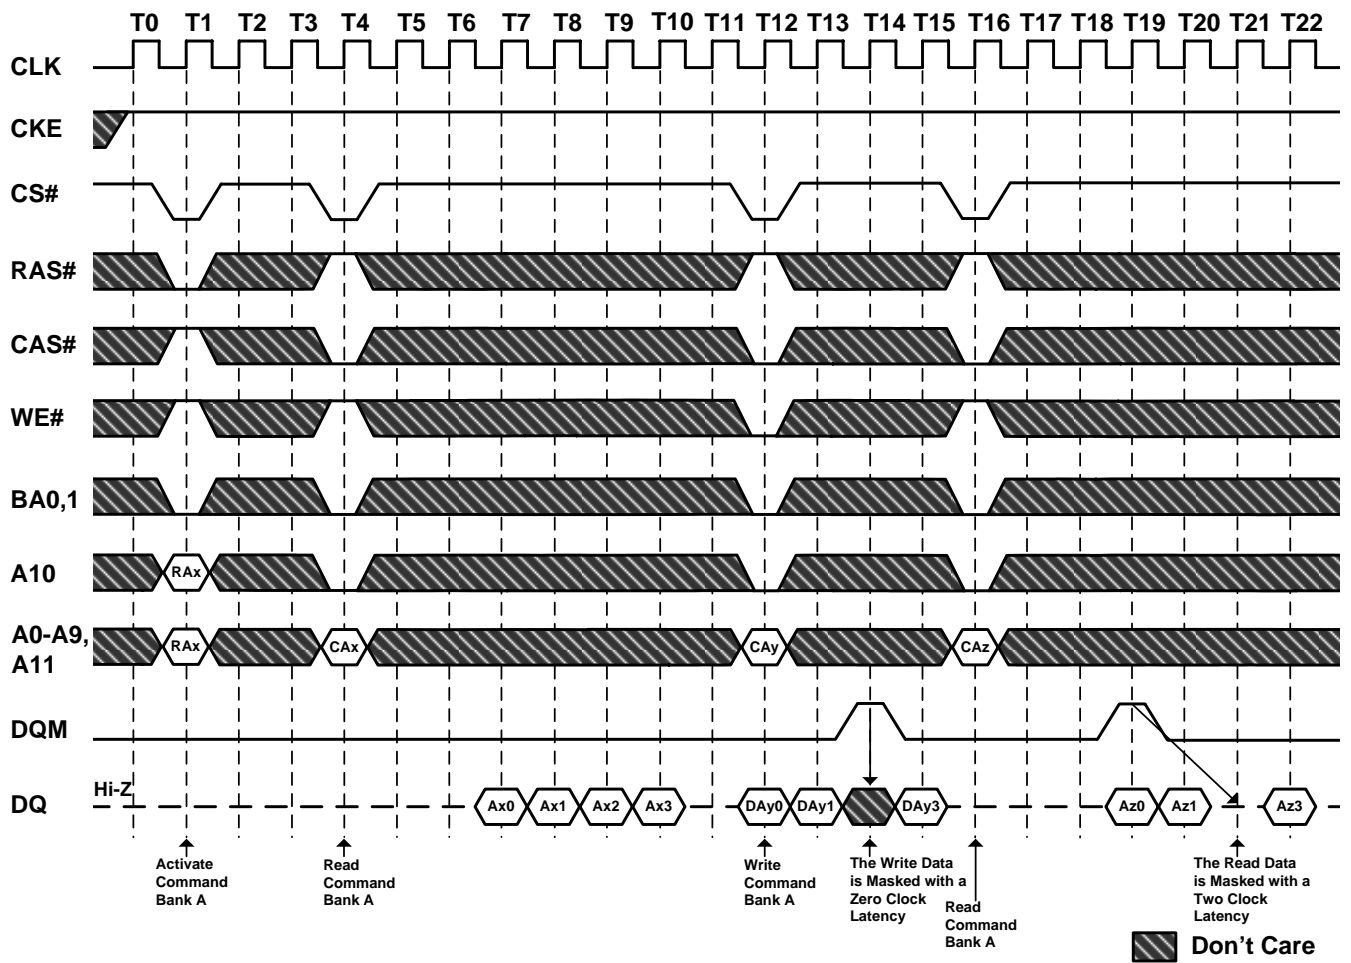 T0 T1 T2 T3 T4 T5 T6 T7 T8 T9 T10 T11 T12 T13 T14 T15 T16 T17 T18 T19 T20 T21 T22
CLK
CKE
CS#
RAS#
CAS#
WE#
BA0,1
A10 RAx
A0-A9,
A11
RAx CAx CAy CAz
DQM
DQ
Hi-Z
Ax0 Ax1 Ax2 Ax3 DAy0 DAy1 DAy3 Az0 Az1 Az3
Activate
Command
Bank A
Read
Command
Bank A
Write
Command
Bank A
The Write Data
is Masked with a
Zero Clock
Latency
Read
Command
Bank A
The Read Data
is Masked with a
Two Clock
Latency
Don't Care